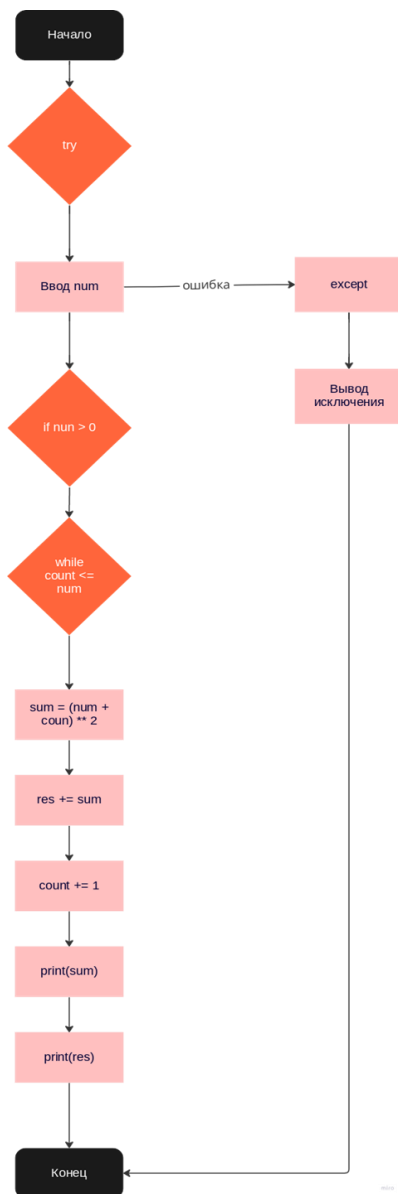 Начало
try
Ввод num
ошибка
except
Вывод
исключения
if nun > 0
while
count <=
num
sum = (num +
coun) ** 2
res += sum
count += 1
print(sum)
print(res)
Конец